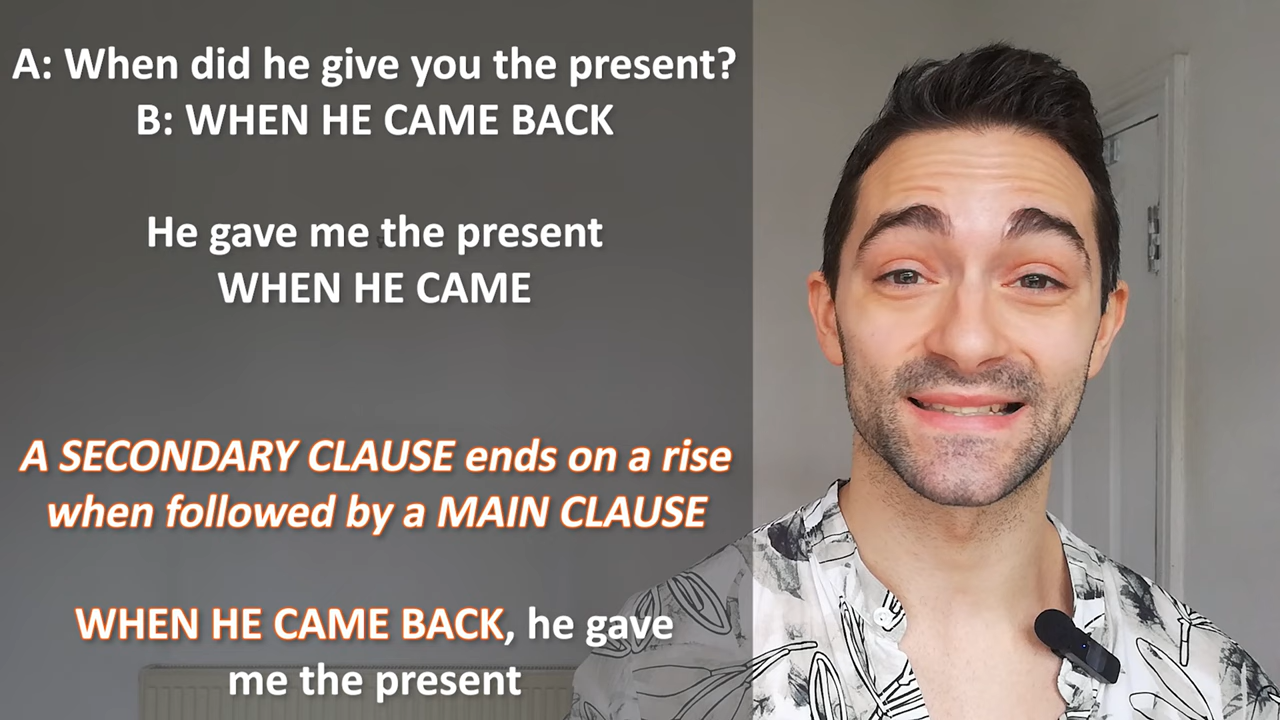 A: When did he give you the present?
B: WHEN HE CAME BACK
He gave me the present
WHEN HE CAME
A SECONDARY CLAUSE ends on a rise
when followed by a MAIN CLAUSE
WHEN HE CAME BACK, he gave
me the present